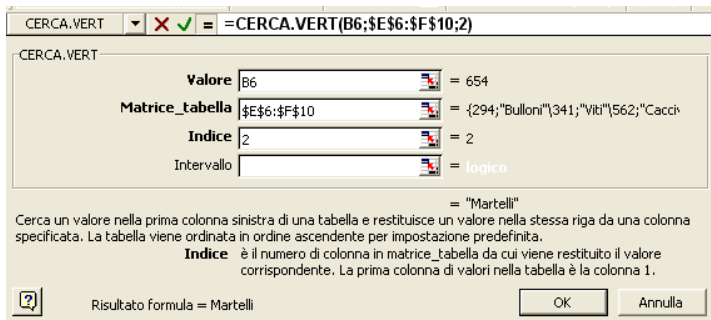 CERCA.VERT =CERCA.VERT(B6;$E$6:$F$10;2)
CERCA.VERT
Valore B6 = 654
Matrice_tabella $E$6:$F$10 = {294;"Bulloni"\341;"Viti"\562;"Cacciv
Indice 2 = 2
Intervallo = logico
= "Martelli"
Cerca un valore nella prima colonna sinistra di una tabella e restituisce un valore nella stessa riga da una colonna
specificata. La tabella viene ordinata in ordine ascendente per impostazione predefinita.
Indice è il numero di colonna in matrice_tabella da cui viene restituito il valore
corrispondente. La prima colonna di valori nella tabella è la colonna 1.
Risultato formula = Martelli OK Annulla